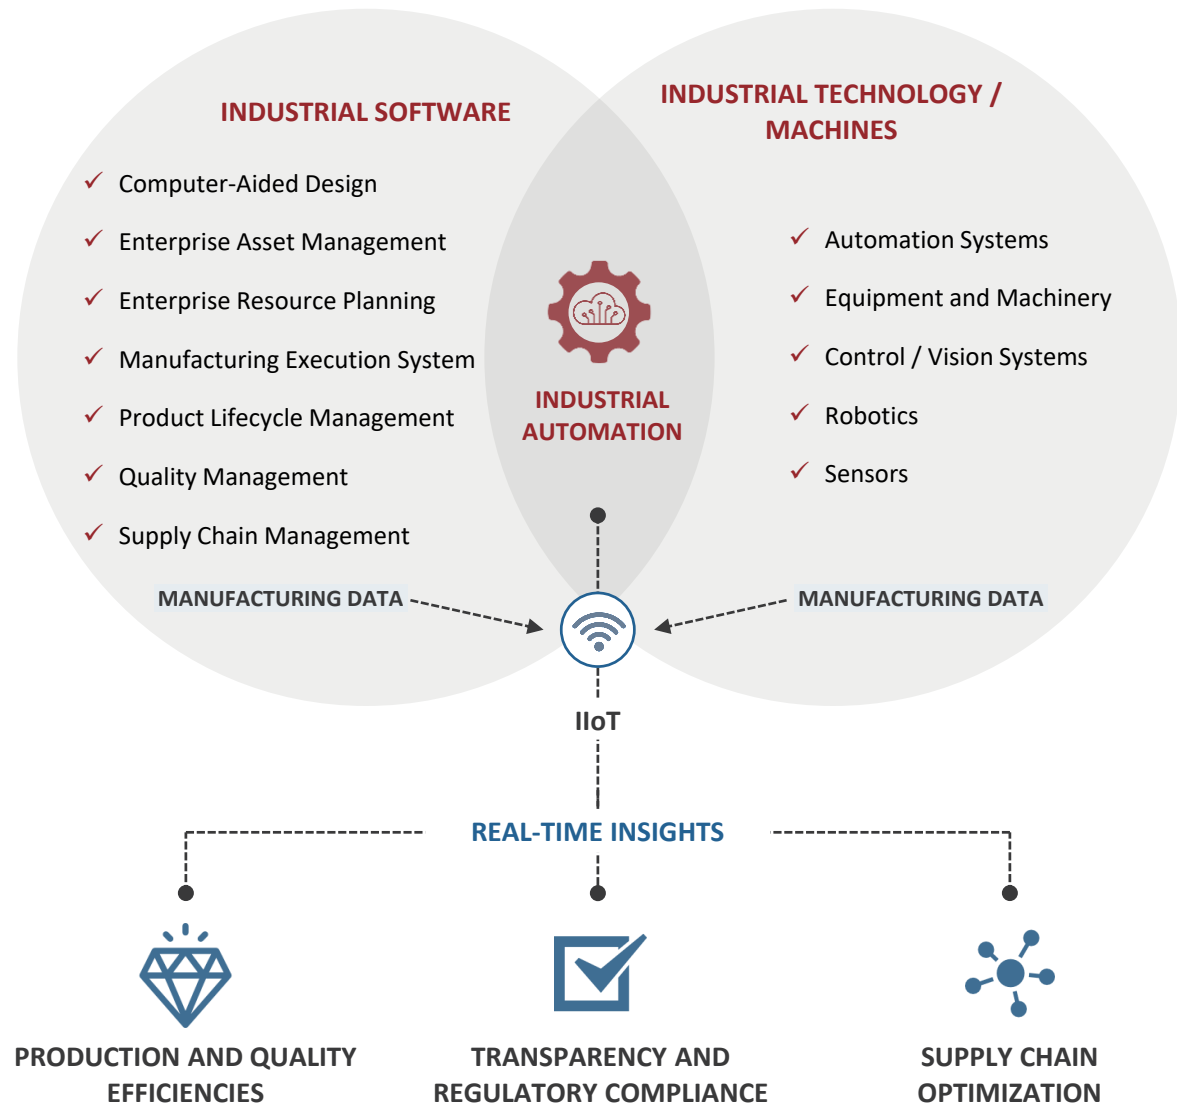 INDUSTRIAL SOFTWARE
Computer-Aided Design
Enterprise Asset Management
Enterprise Resource Planning
Manufacturing Execution System
Product Lifecycle Management
Quality Management
Supply Chain Management
MANUFACTURING DATA
INDUSTRIAL
AUTOMATION
INDUSTRIAL TECHNOLOGY /
MACHINES
Automation Systems
Equipment and Machinery
Control / Vision Systems
Robotics
Sensors
MANUFACTURING DATA
IIoT
REAL-TIME INSIGHTS
PRODUCTION AND QUALITY
EFFICIENCIES
TRANSPARENCY AND
REGULATORY COMPLIANCE
SUPPLY CHAIN
OPTIMIZATION